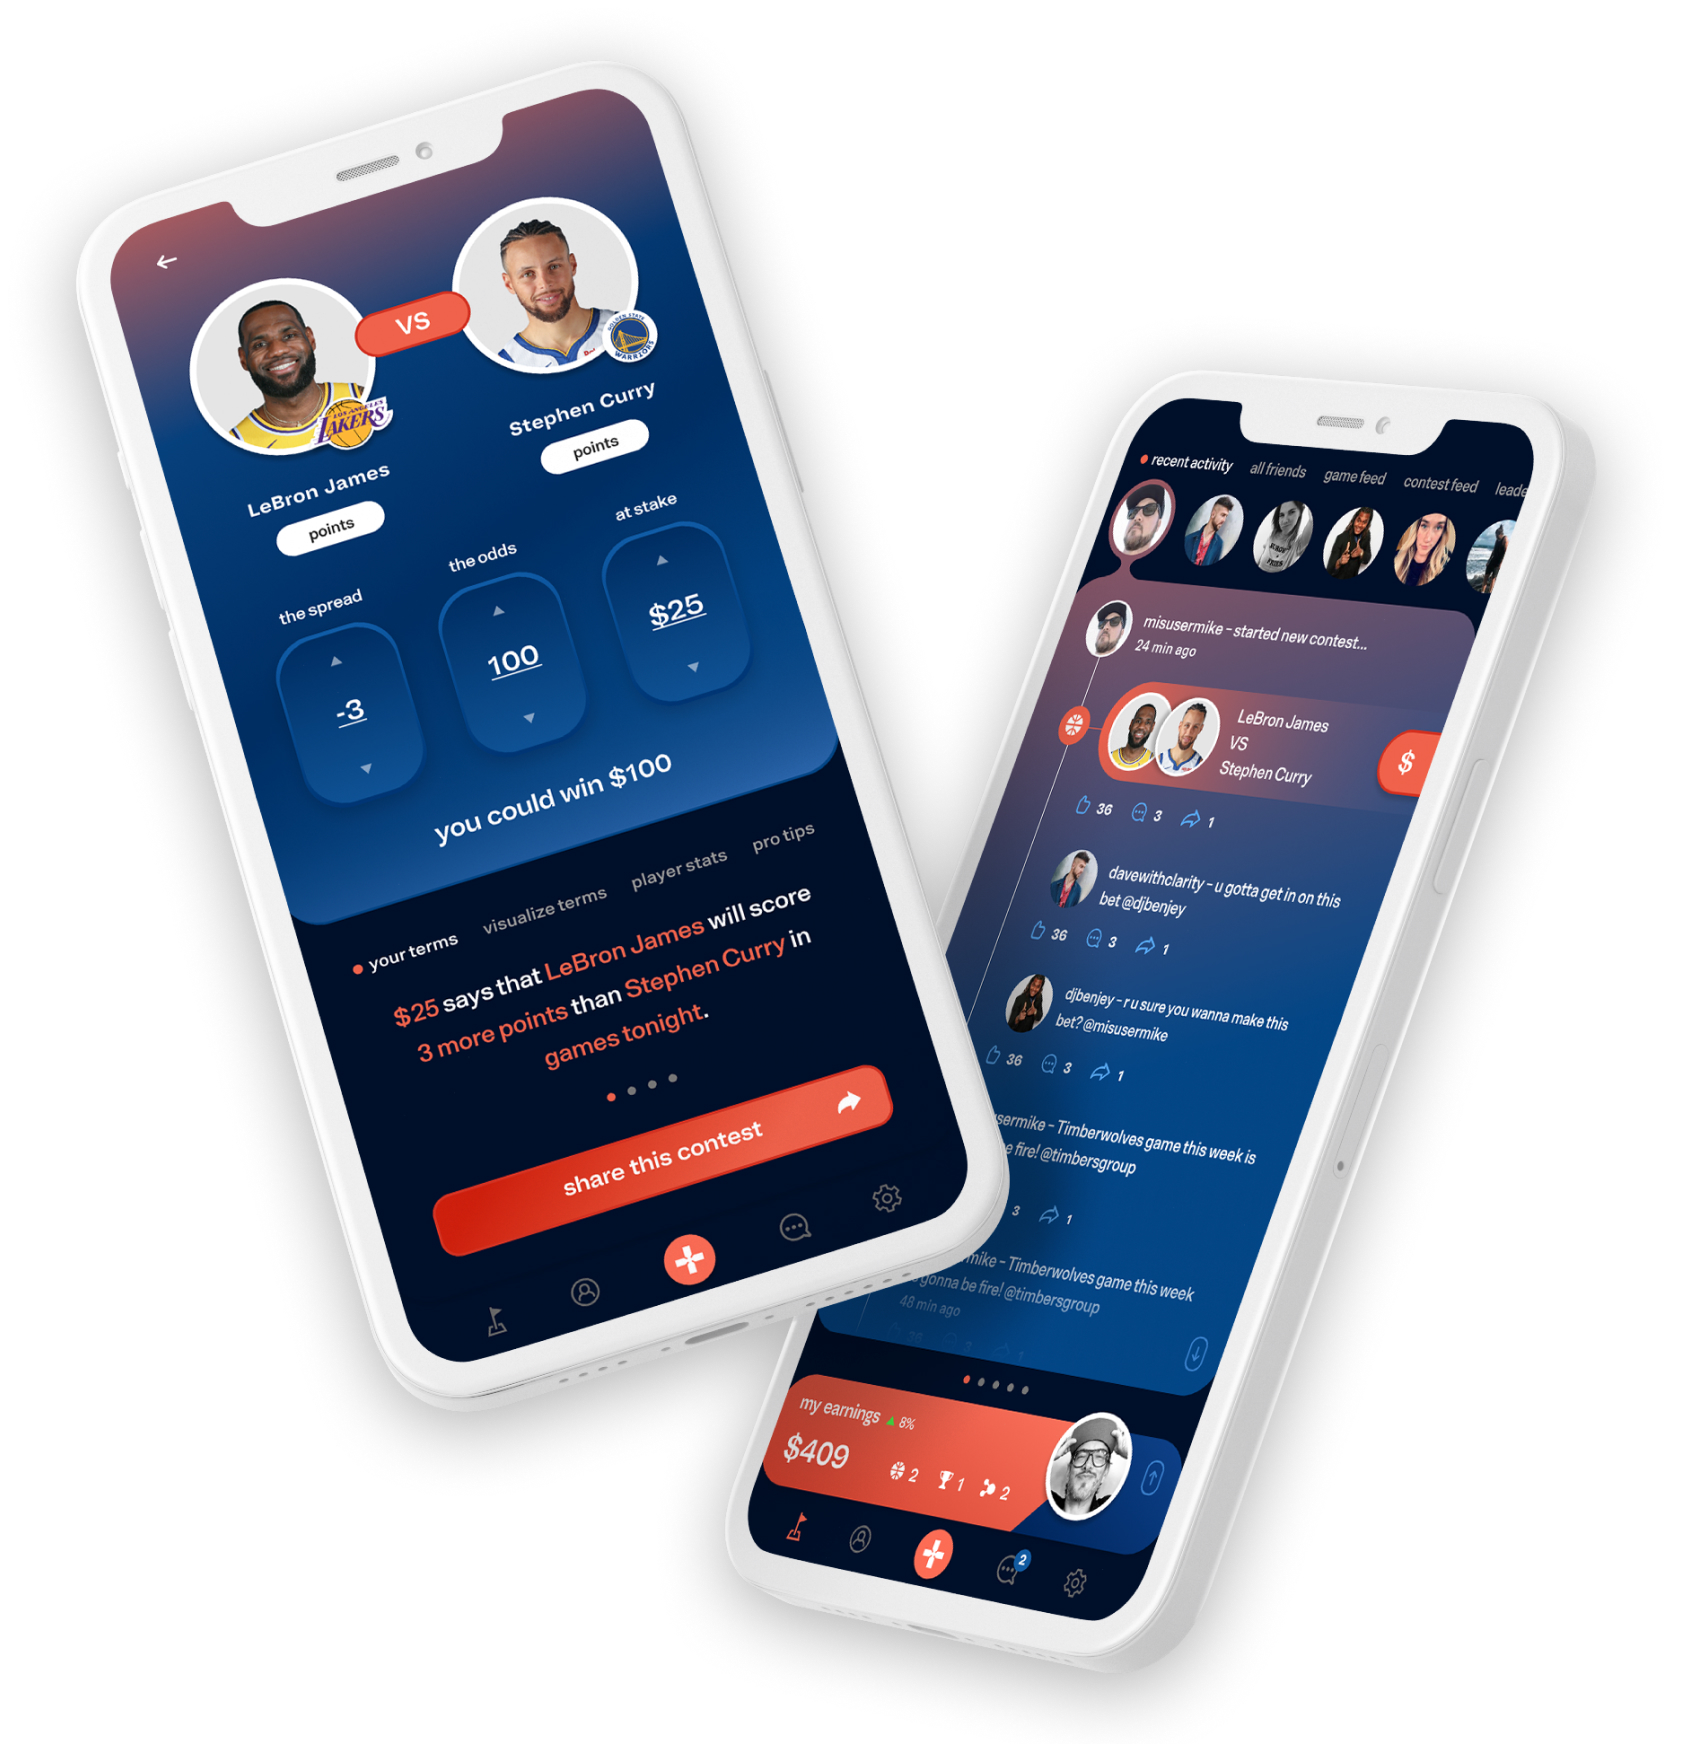 VS
GOLDEN STATE
WARRIORS
LOS ANGELES
LAKERS
LeBron James
points
Stephen Curry
points
the spread
-3
the odds
100
at stake
$25
you could win $100
your terms
visualize terms
player stats
pro tips
$25 says that LeBron James will score
3 more points than Stephen Curry in
games tonight.
share this contest
recent activity
all friends
game feed
contest feed
leade
misusermike – started new contest...
24 min ago
LeBron James
VS
Stephen Curry
$
36 3 1
davewithclarity – u gotta get in on this
bet @djbenjey
36 3 1
djbenjey – r u sure you wanna make this
bet? @misusermike
36 3 1
sermike – Timberwolves game this week is
e fire! @timbersgroup
3 1
mike – Timberwolves game this week
gonna be fire! @timbersgroup
48 min ago
my earnings 8%
$409
2 1 2
2